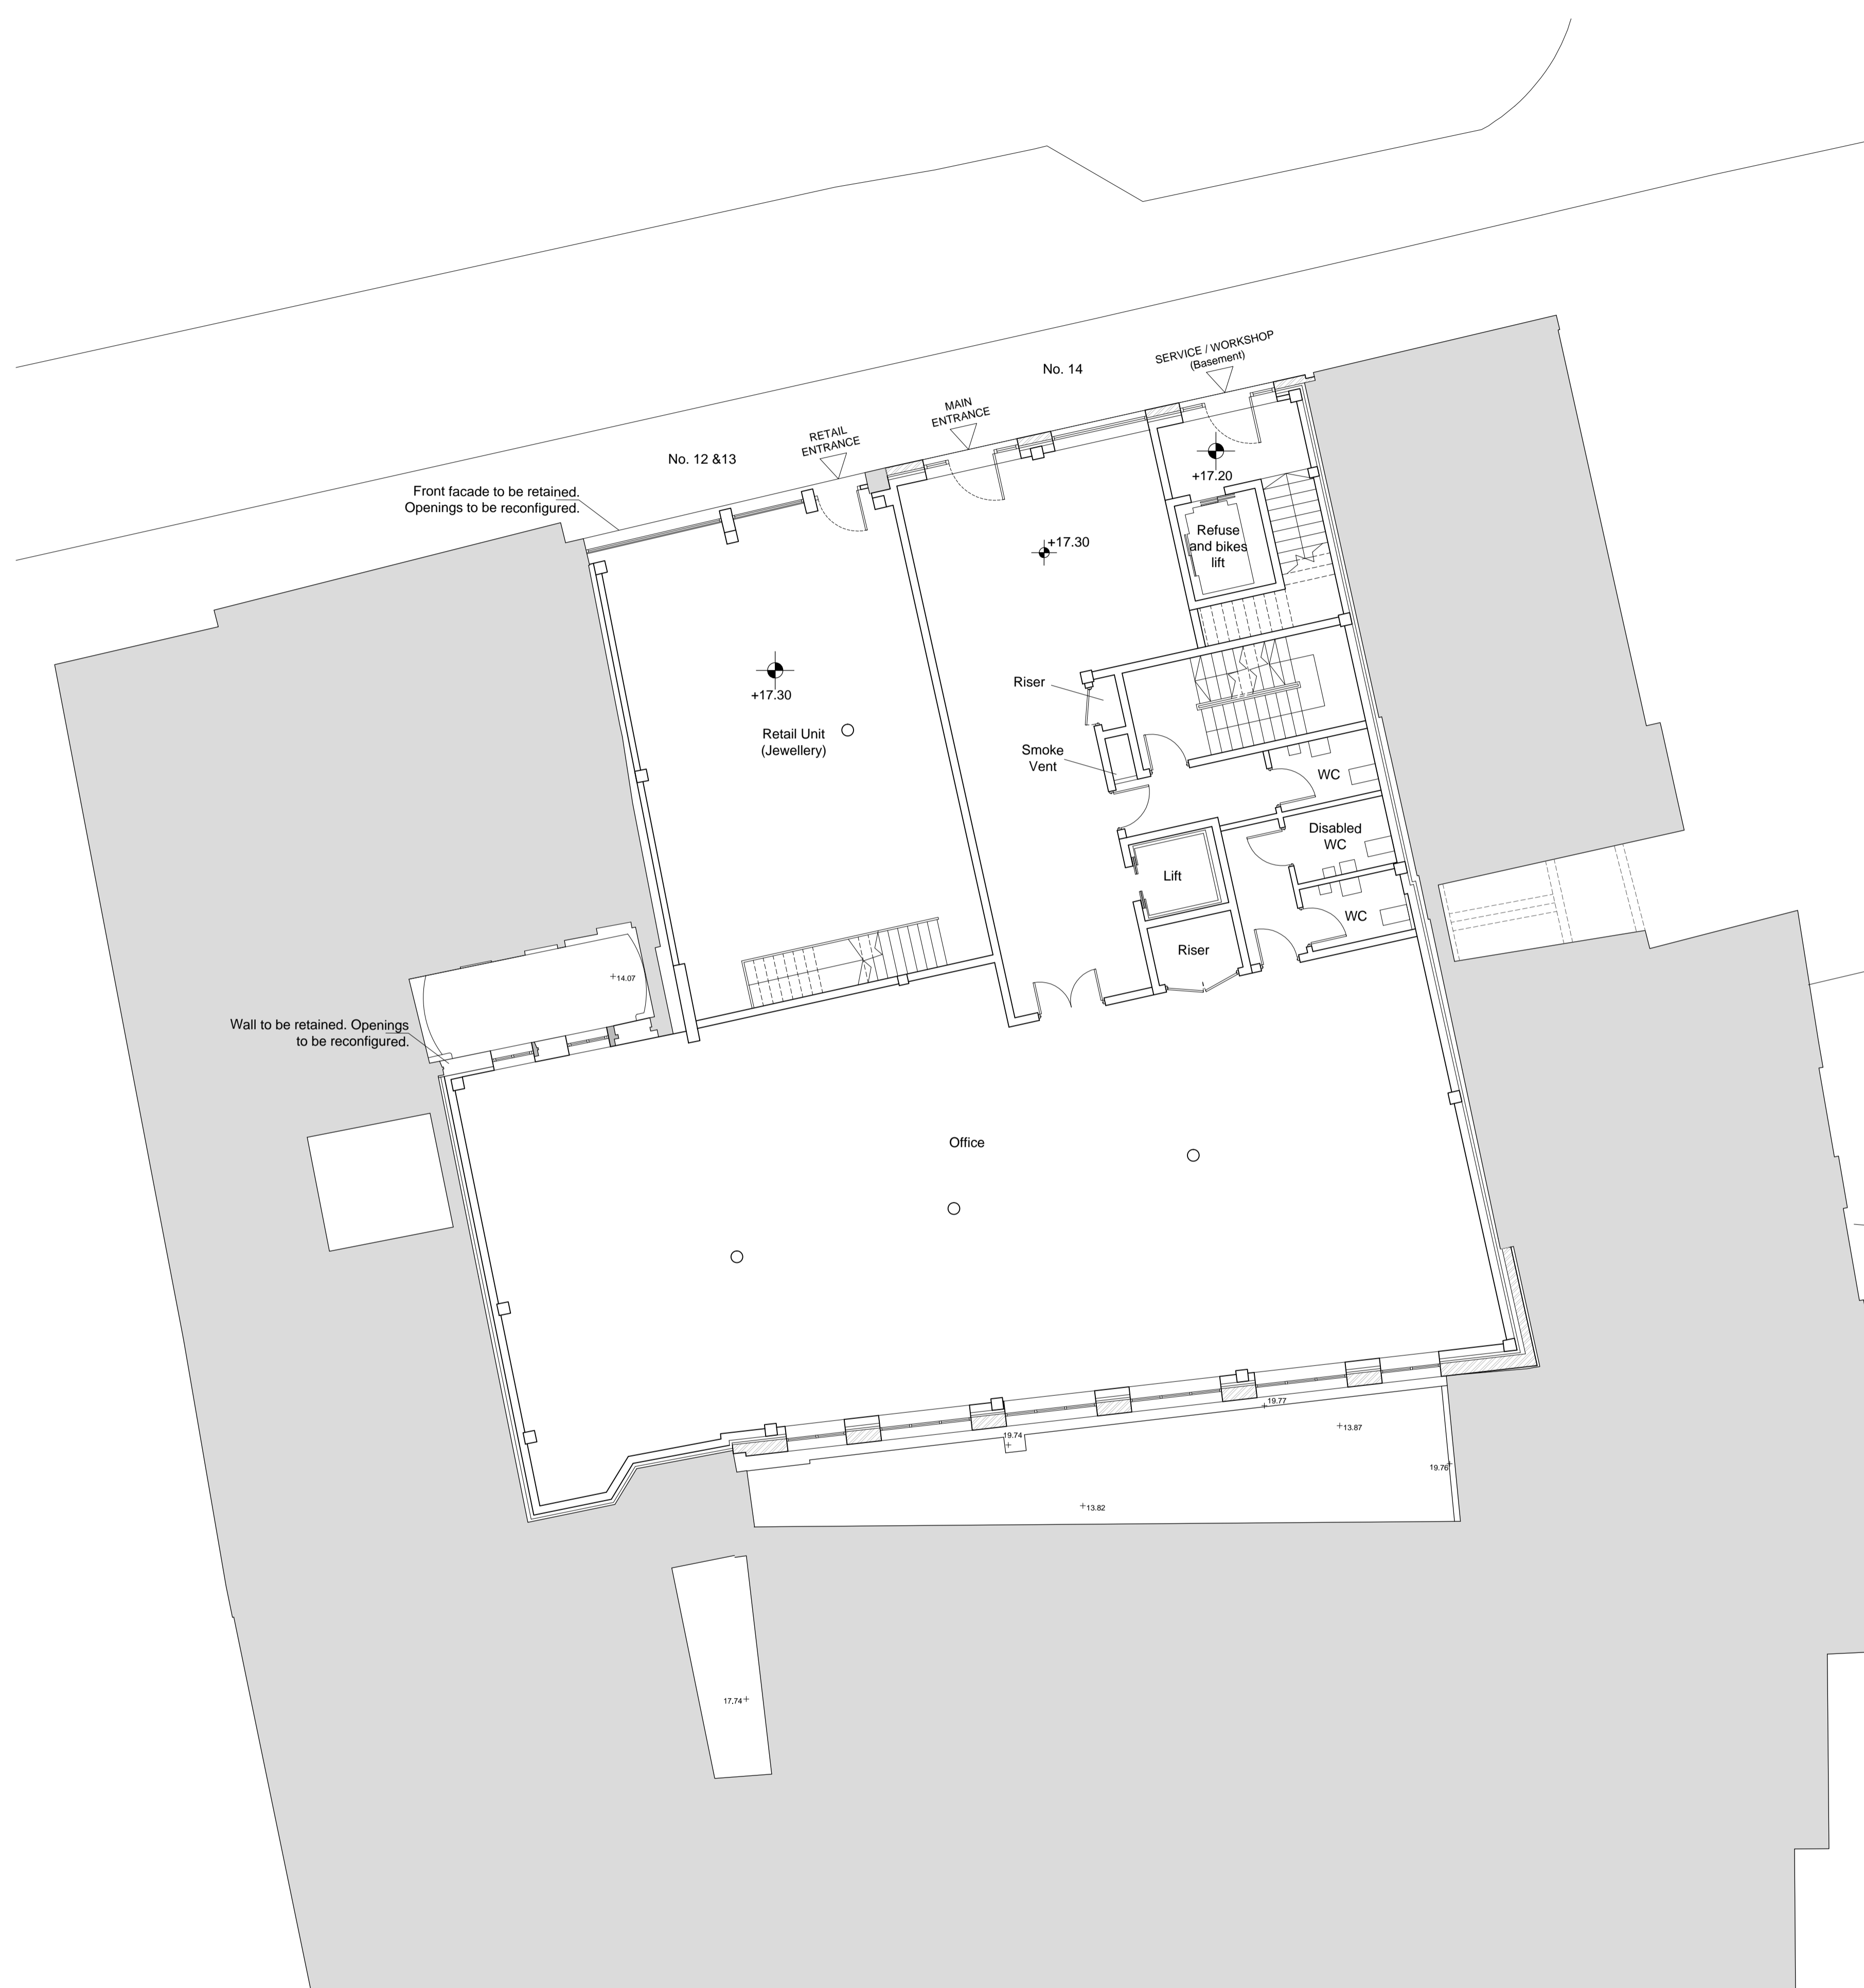 SERVICE / WORKSHOP
(Basement)
No. 14
MAIN
ENTRANCE
RETAIL
ENTRANCE
No. 12 &13
Front facade to be retained.
Openings to be reconfigured.
+17.20
Refuse
and bikes
lift
+17.30
Riser
+17.30
Retail Unit
(Jewellery)
Smoke
Vent
WC
Disabled
WC
Lift
WC
Riser
14.07
Wall to be retained. Openings
to be reconfigured.
Office
19.77
13.87
19.74
19.76
13.82
17.74